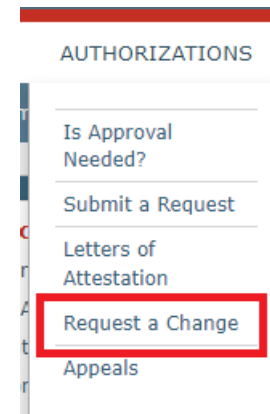 AUTHORIZATIONS
Is Approval
Needed?
Submit a Request
Letters of
Attestation
Request a Change
Appeals